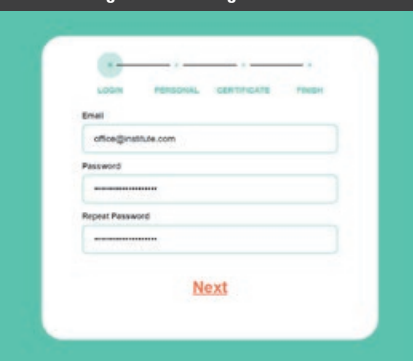 LOGIN PERSONAL CERTIFICATE FINISH
Email
office@institute.com
Password
••••••••••••••••••
Repeat Password
••••••••••••••••••
Next